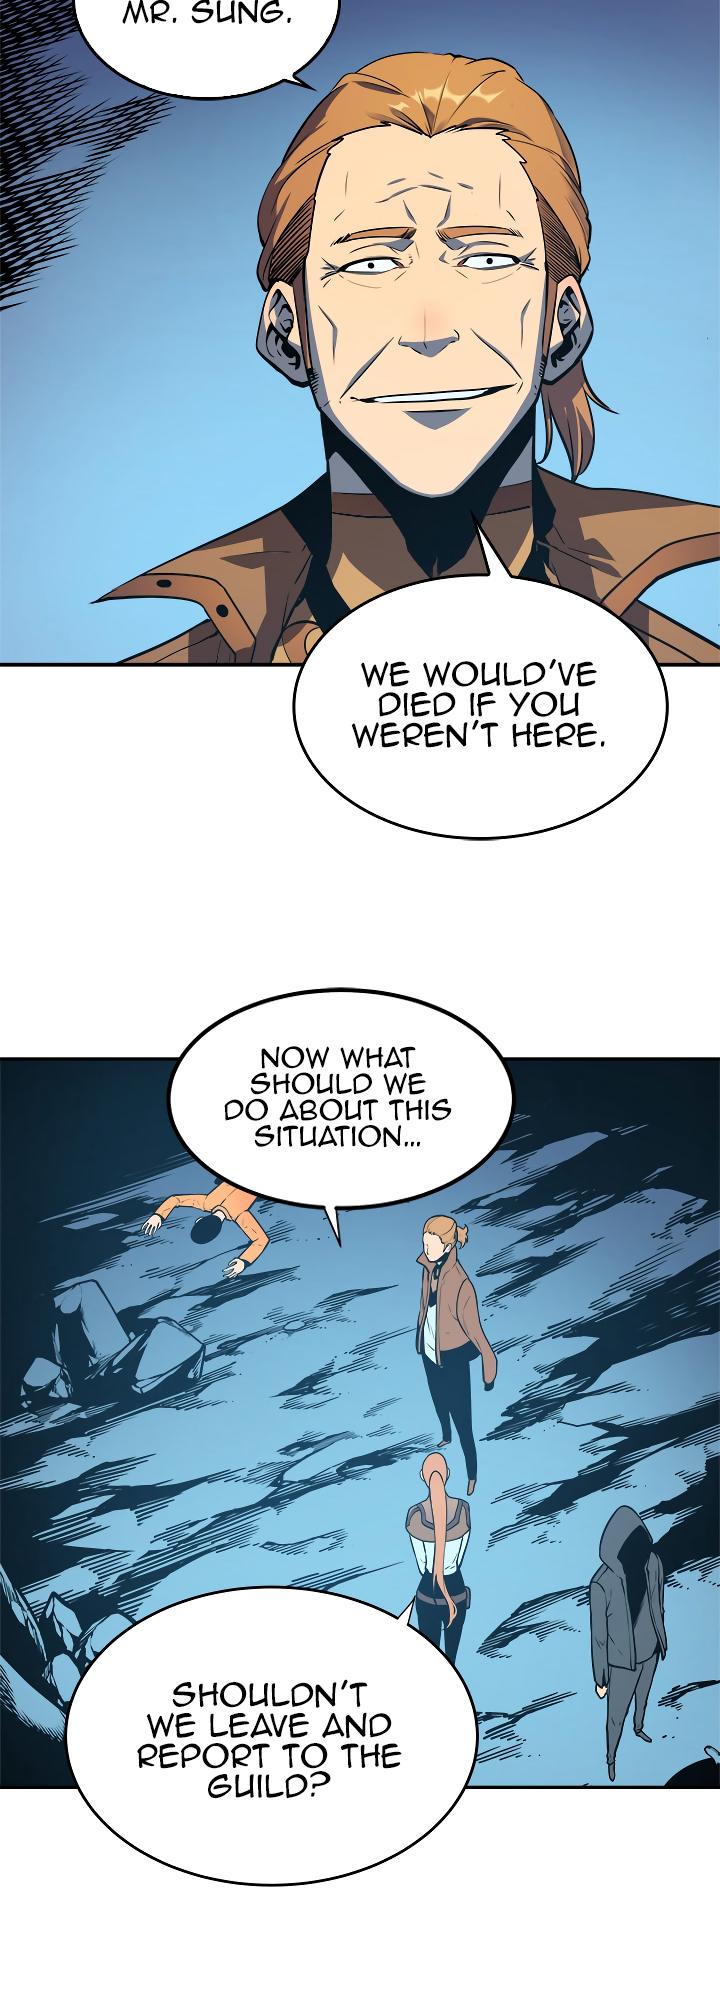 MR. SUNG.
WE WOULD'VE
DIED IF YOU
WEREN'T HERE.
NOW WHAT
SHOULD WE
DO ABOUT THIS
SITUATION...
SHOULDN'T
WE LEAVE AND
REPORT TO THE
GUILD?